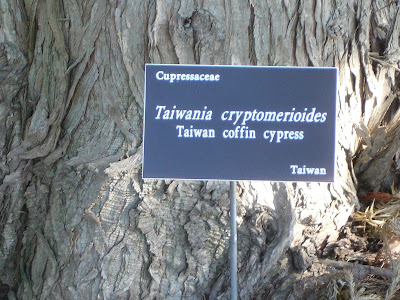 Cupressaceae
Taiwania cryptomerioides
Taiwan coffin cypress
Taiwan